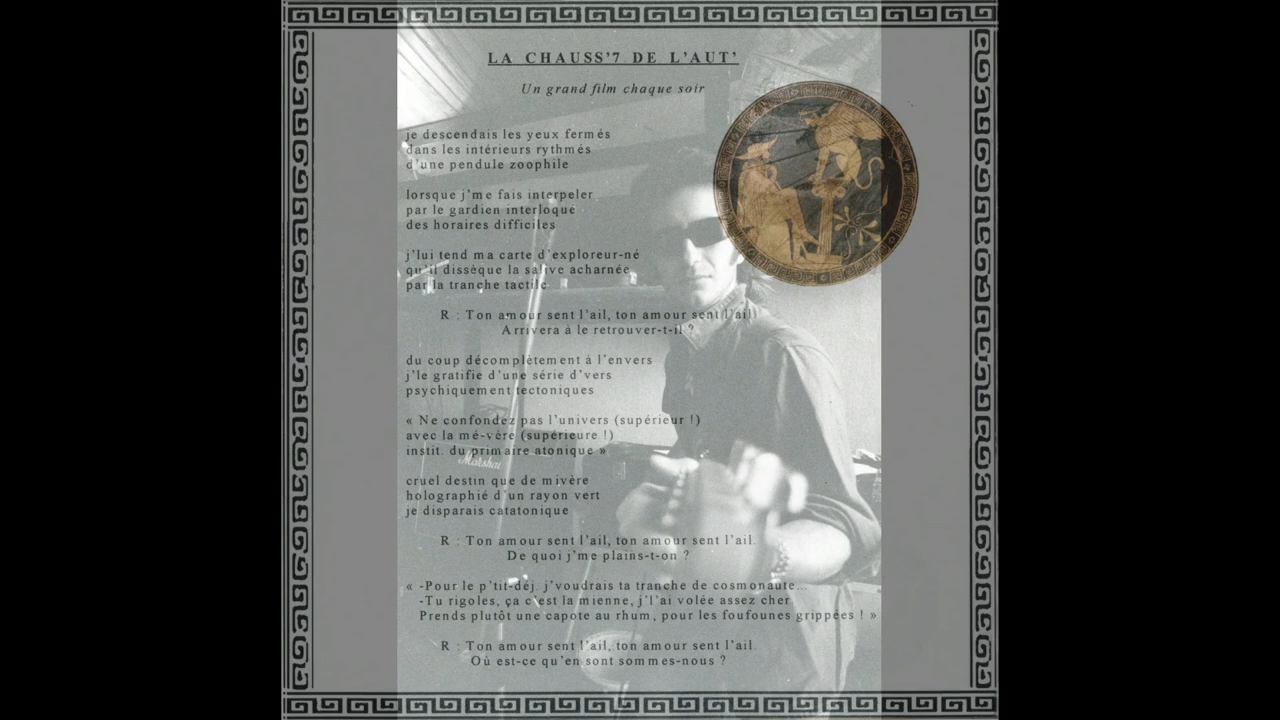 LA CHAUSS'7 DE L'AUT'
Un grand film chaque soir
je descendais les yeux fermés
dans les intérieurs rythmés
d'une pendule zoophile
lorsque j'me fais interpeler
par le gardien interloqué
des horaires difficiles
j'lui tend ma carte d'exploreur-né
qu'il dissèque la salive acharnée
par la tranche tactile
R : Ton amour sent l'ail, ton amour sent l'ail)
Arrivera à le retrouver-t-il ?
du coup décomplètement à l'envers
j'le gratifie d'une série d'vers
psychiquement tectoniques
« Ne confondez pas l'univers (supérieur !)
avec la mé-vère (supérieure !)
instit. du primaire atonique »
Marshall
cruel destin que de mivère
holographié d'un rayon vert
je disparais catatonique
R : Ton amour sent l'ail, ton amour sent l'ail.
De quoi j'me plains-t-on ?
« -Pour le p'tit-déj. j'voudrais ta tranche de cosmonaute...
-Tu rigoles, ça c'est la mienne, j'l'ai volée assez cher
Prends plutôt une capote au rhum, pour les foufounes grippées ! »
R : Ton amour sent l'ail, ton amour sent l'ail.
Où est-ce qu'en sont sommes-nous ?